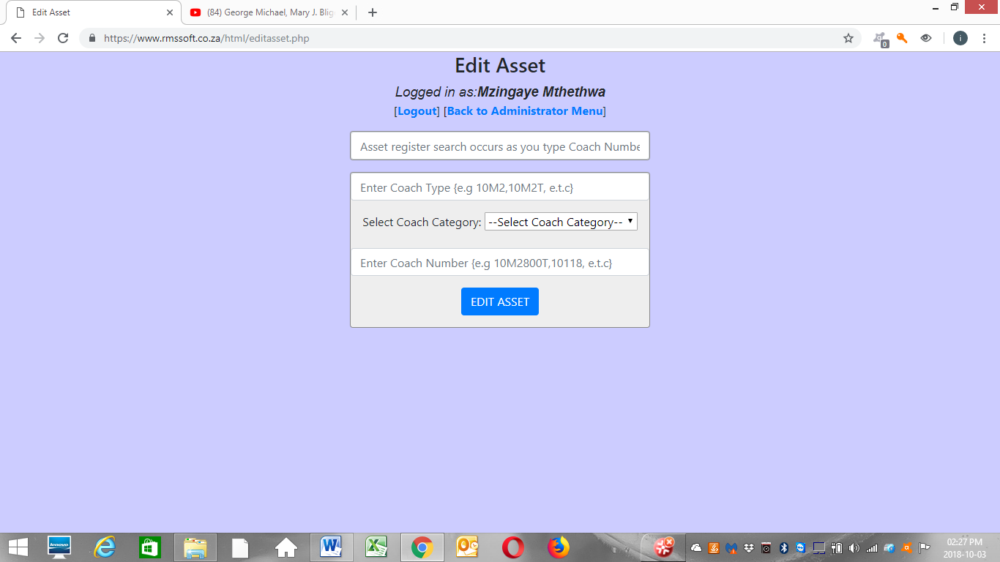 Edit Asset
(84) George Michael, Mary J. Blig
https://www.rmssoft.co.za/html/editasset.php
0
i
Edit Asset
Logged in as:Mzingaye Mthethwa
[Logout] [Back to Administrator Menu]
Asset register search occurs as you type Coach Numbe
Enter Coach Type {e.g 10M2,10M2T, e.t.c}
Select Coach Category: --Select Coach Category--
Enter Coach Number {e.g 10M2800T,10118, e.t.c}
EDIT ASSET
lenovo
02:27 PM
2018-10-03